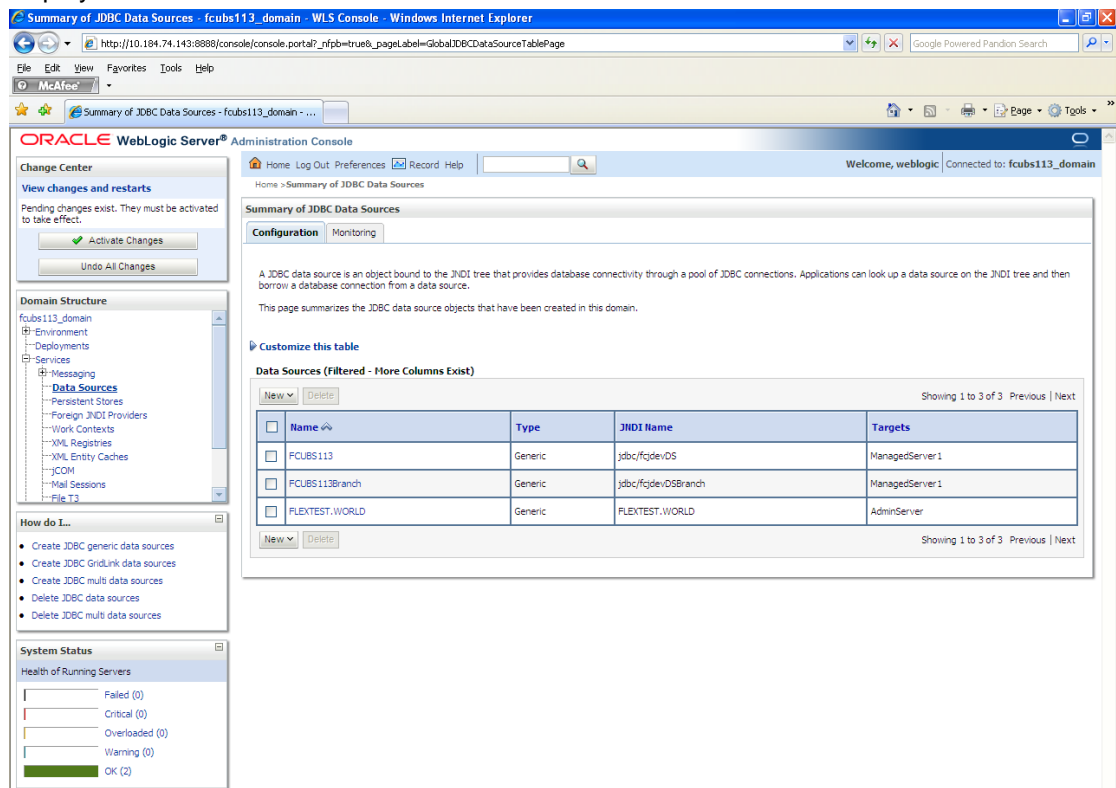 Summary of JDBC Data Sources - fcubs113_domain - WLS Console - Windows Internet Explorer
http://10.184.74.143:8888/console/console.portal?_nfpb=true&_pageLabel=GlobalJDBCDataSourceTablePage
Google Powered Pandion Search
File Edit View Favorites Tools Help
McAfee
Summary of JDBC Data Sources - fcubs113_domain - ...
Page Tools
ORACLE WebLogic Server® Administration Console
Change Center
View changes and restarts
Pending changes exist. They must be activated
to take effect.
Activate Changes
Undo All Changes
Domain Structure
fcubs113_domain
Environment
Deployments
Services
Messaging
Data Sources
Persistent Stores
Foreign JNDI Providers
Work Contexts
XML Registries
XML Entity Caches
jCOM
Mail Sessions
File T3
How do I...
Create JDBC generic data sources
Create JDBC GridLink data sources
Create JDBC multi data sources
Delete JDBC data sources
Delete JDBC multi data sources
System Status
Health of Running Servers
Failed (0)
Critical (0)
Overloaded (0)
Warning (0)
OK (2)
Home Log Out Preferences Record Help
Welcome, weblogic Connected to: fcubs113_domain
Home >Summary of JDBC Data Sources
Summary of JDBC Data Sources
Configuration Monitoring
A JDBC data source is an object bound to the JNDI tree that provides database connectivity through a pool of JDBC connections. Applications can look up a data source on the JNDI tree and then
borrow a database connection from a data source.
This page summarizes the JDBC data source objects that have been created in this domain.
Customize this table
Data Sources (Filtered - More Columns Exist)
New Delete Showing 1 to 3 of 3 Previous | Next
Name Type JNDI Name Targets
FCUBS113 Generic jdbc/fcjdevDS ManagedServer1
FCUBS113Branch Generic jdbc/fcjdevDSBranch ManagedServer1
FLEXTEST.WORLD Generic FLEXTEST.WORLD AdminServer
New Delete Showing 1 to 3 of 3 Previous | Next